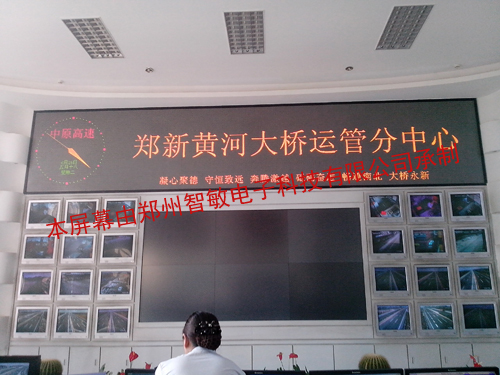 中原高速
郑新黄河大桥运管分中心
凝心聚德 守恒致远
大桥永新
本屏幕由郑州智敏电子科技有限公司承制